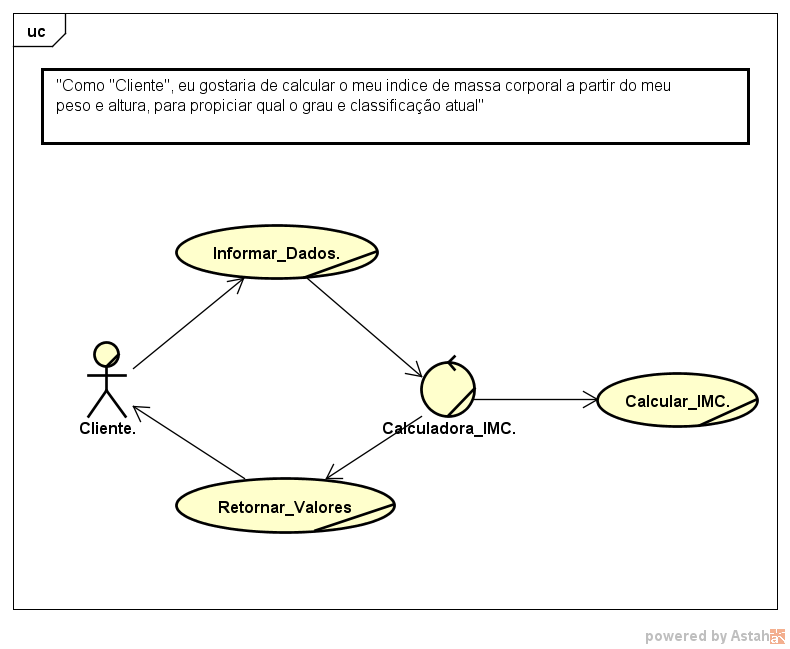 uc
"Como "Cliente", eu gostaria de calcular o meu indice de massa corporal a partir do meu
peso e altura, para propiciar qual o grau e classificação atual"
Informar_Dados.
Cliente.
Calculadora_IMC.
Calcular_IMC.
Retornar_Valores
powered by Astah